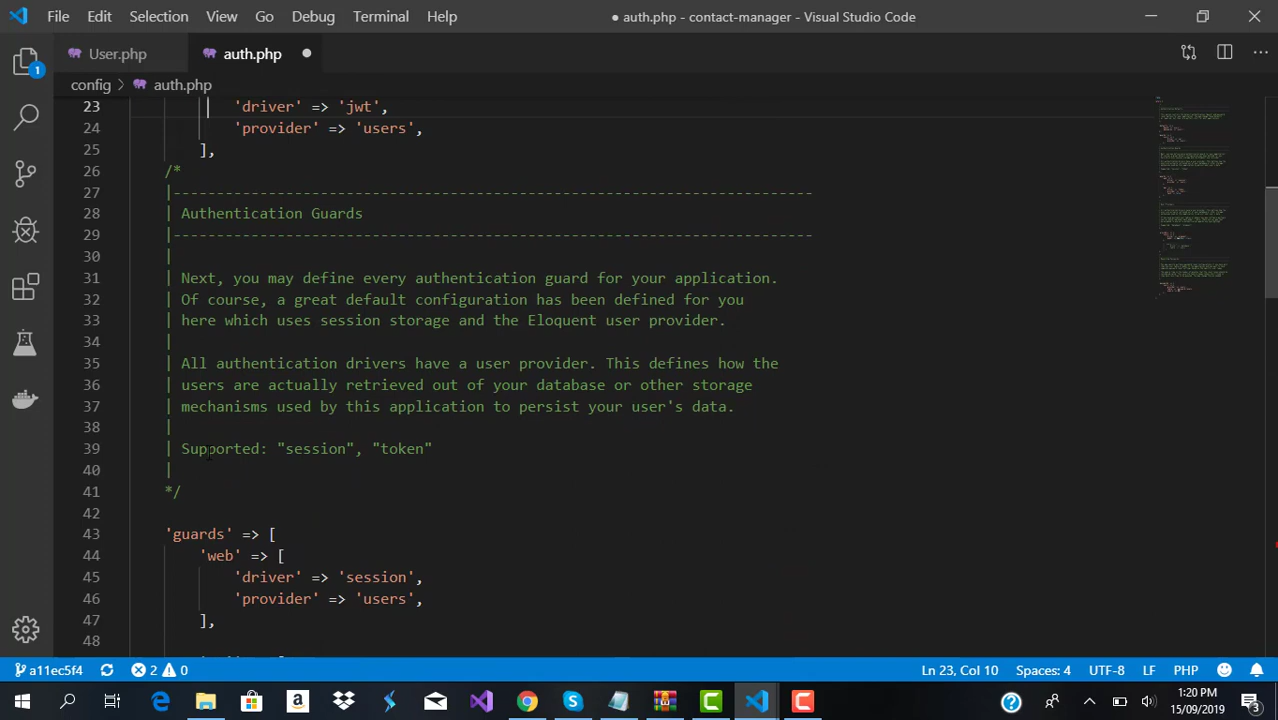 File Edit Selection View Go Debug Terminal Help
● auth.php - contact-manager - Visual Studio Code
User.php auth.php
config > auth.php
23 'driver' => 'jwt',
24 'provider' => 'users',
25 ],
26 /*
27 |--------------------------------------------------------------------------
28 | Authentication Guards
29 |--------------------------------------------------------------------------
30 |
31 | Next, you may define every authentication guard for your application.
32 | Of course, a great default configuration has been defined for you
33 | here which uses session storage and the Eloquent user provider.
34 |
35 | All authentication drivers have a user provider. This defines how the
36 | users are actually retrieved out of your database or other storage
37 | mechanisms used by this application to persist your user's data.
38 |
39 | Supported: "session", "token"
40 |
41 */
42
43 'guards' => [
44 'web' => [
45 'driver' => 'session',
46 'provider' => 'users',
47 ],
48
1
a11ec5f4 2 0 Ln 23, Col 10 Spaces: 4 UTF-8 LF PHP
1:20 PM
15/09/2019
3